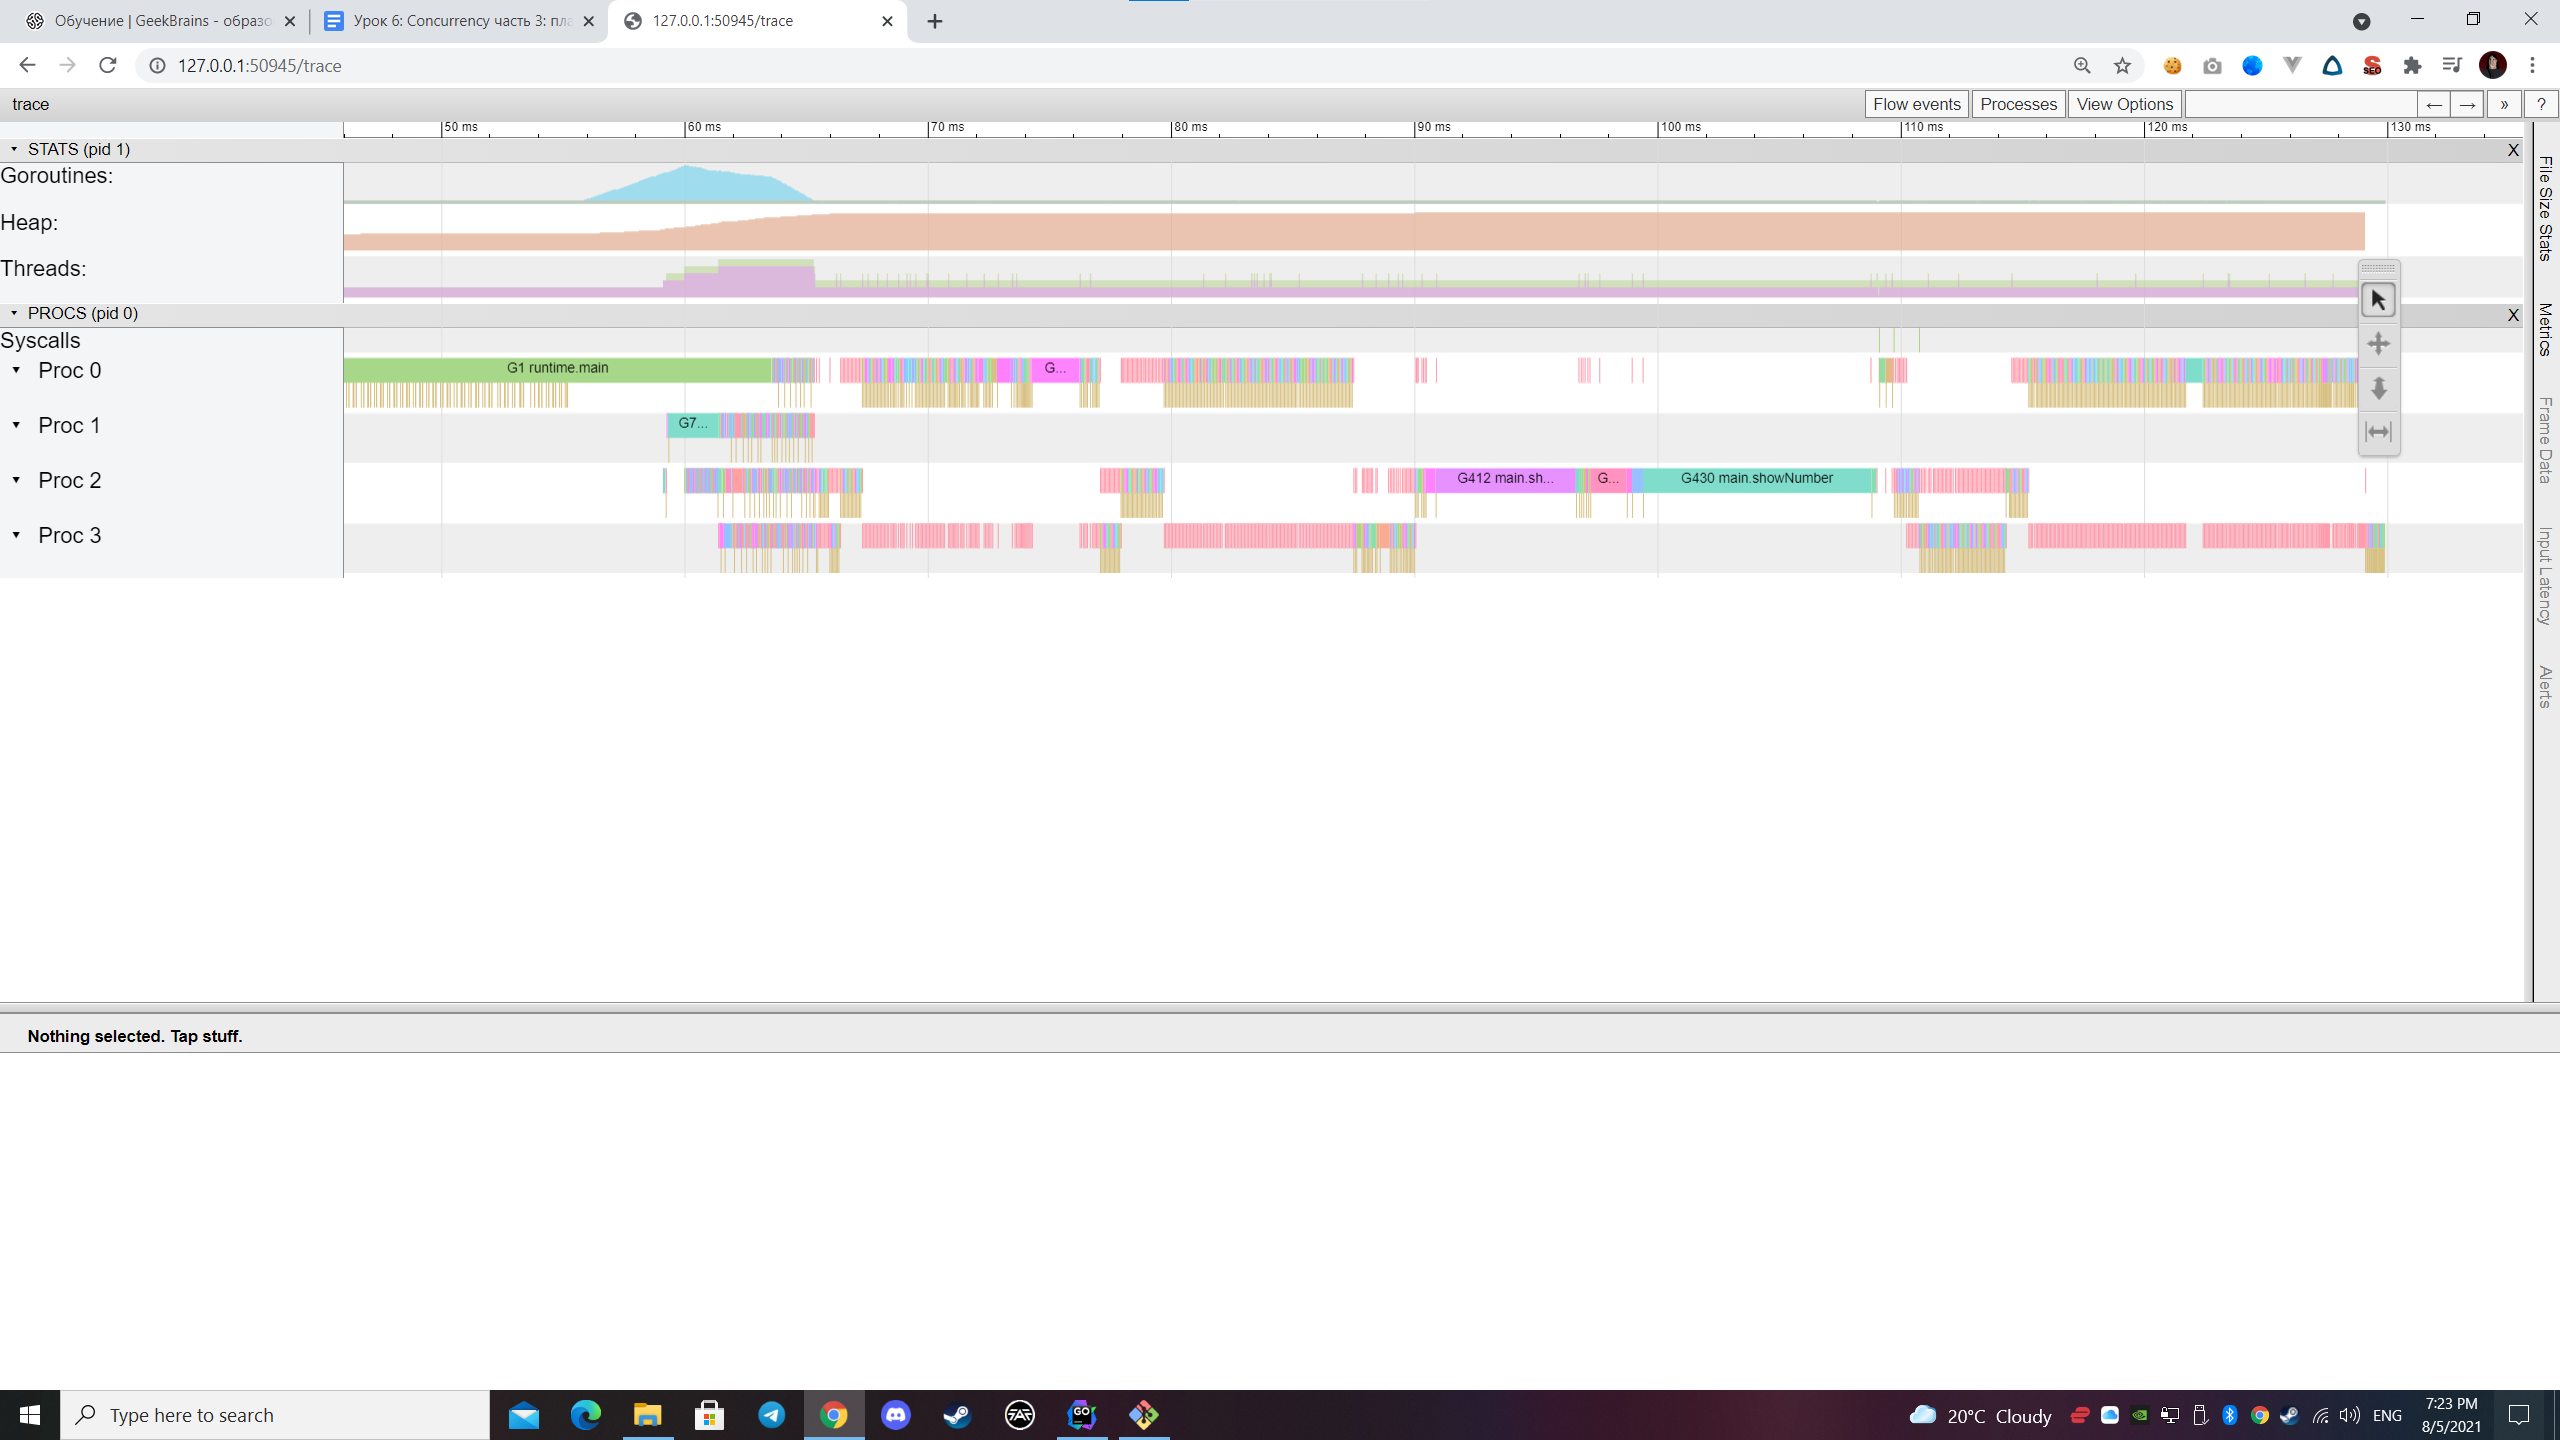 Обучение | GeekBrains - образо
Урок 6: Concurrency часть 3: пла
127.0.0.1:50945/trace
127.0.0.1:50945/trace
SEO
trace
Flow events
Processes
View Options
←
→
»
?
50 ms
60 ms
70 ms
80 ms
90 ms
100 ms
110 ms
120 ms
130 ms
STATS (pid 1)
X
Goroutines:
Heap:
Threads:
PROCS (pid 0)
X
Syscalls
Proc 0
G1 runtime.main
G...
Proc 1
G7...
Proc 2
G412 main.sh...
G...
G430 main.showNumber
Proc 3
File Size Stats
Metrics
Frame Data
Input Latency
Alerts
Nothing selected. Tap stuff.
Type here to search
GO
20°C Cloudy
ENG
7:23 PM
8/5/2021